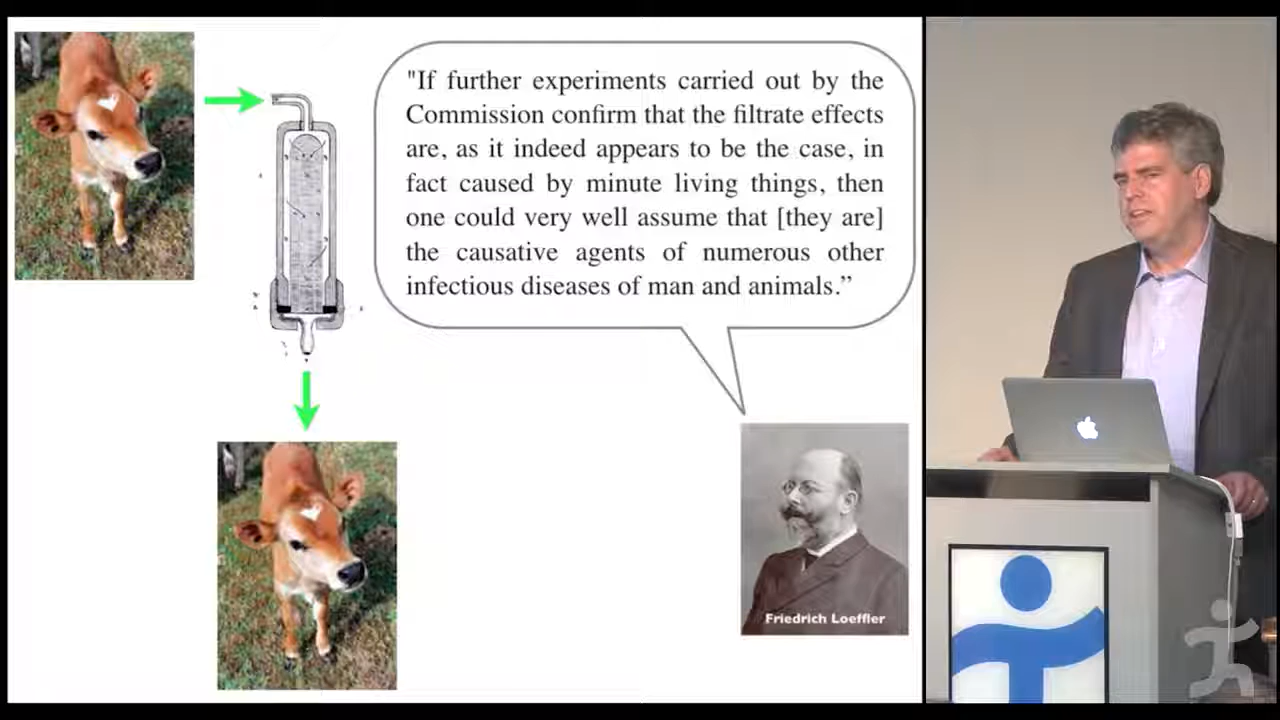 "If further experiments carried out by the
Commission confirm that the filtrate effects
are, as it indeed appears to be the case, in
fact caused by minute living things, then
one could very well assume that [they are]
the causative agents of numerous other
infectious diseases of man and animals.”
Friedrich Loeffler